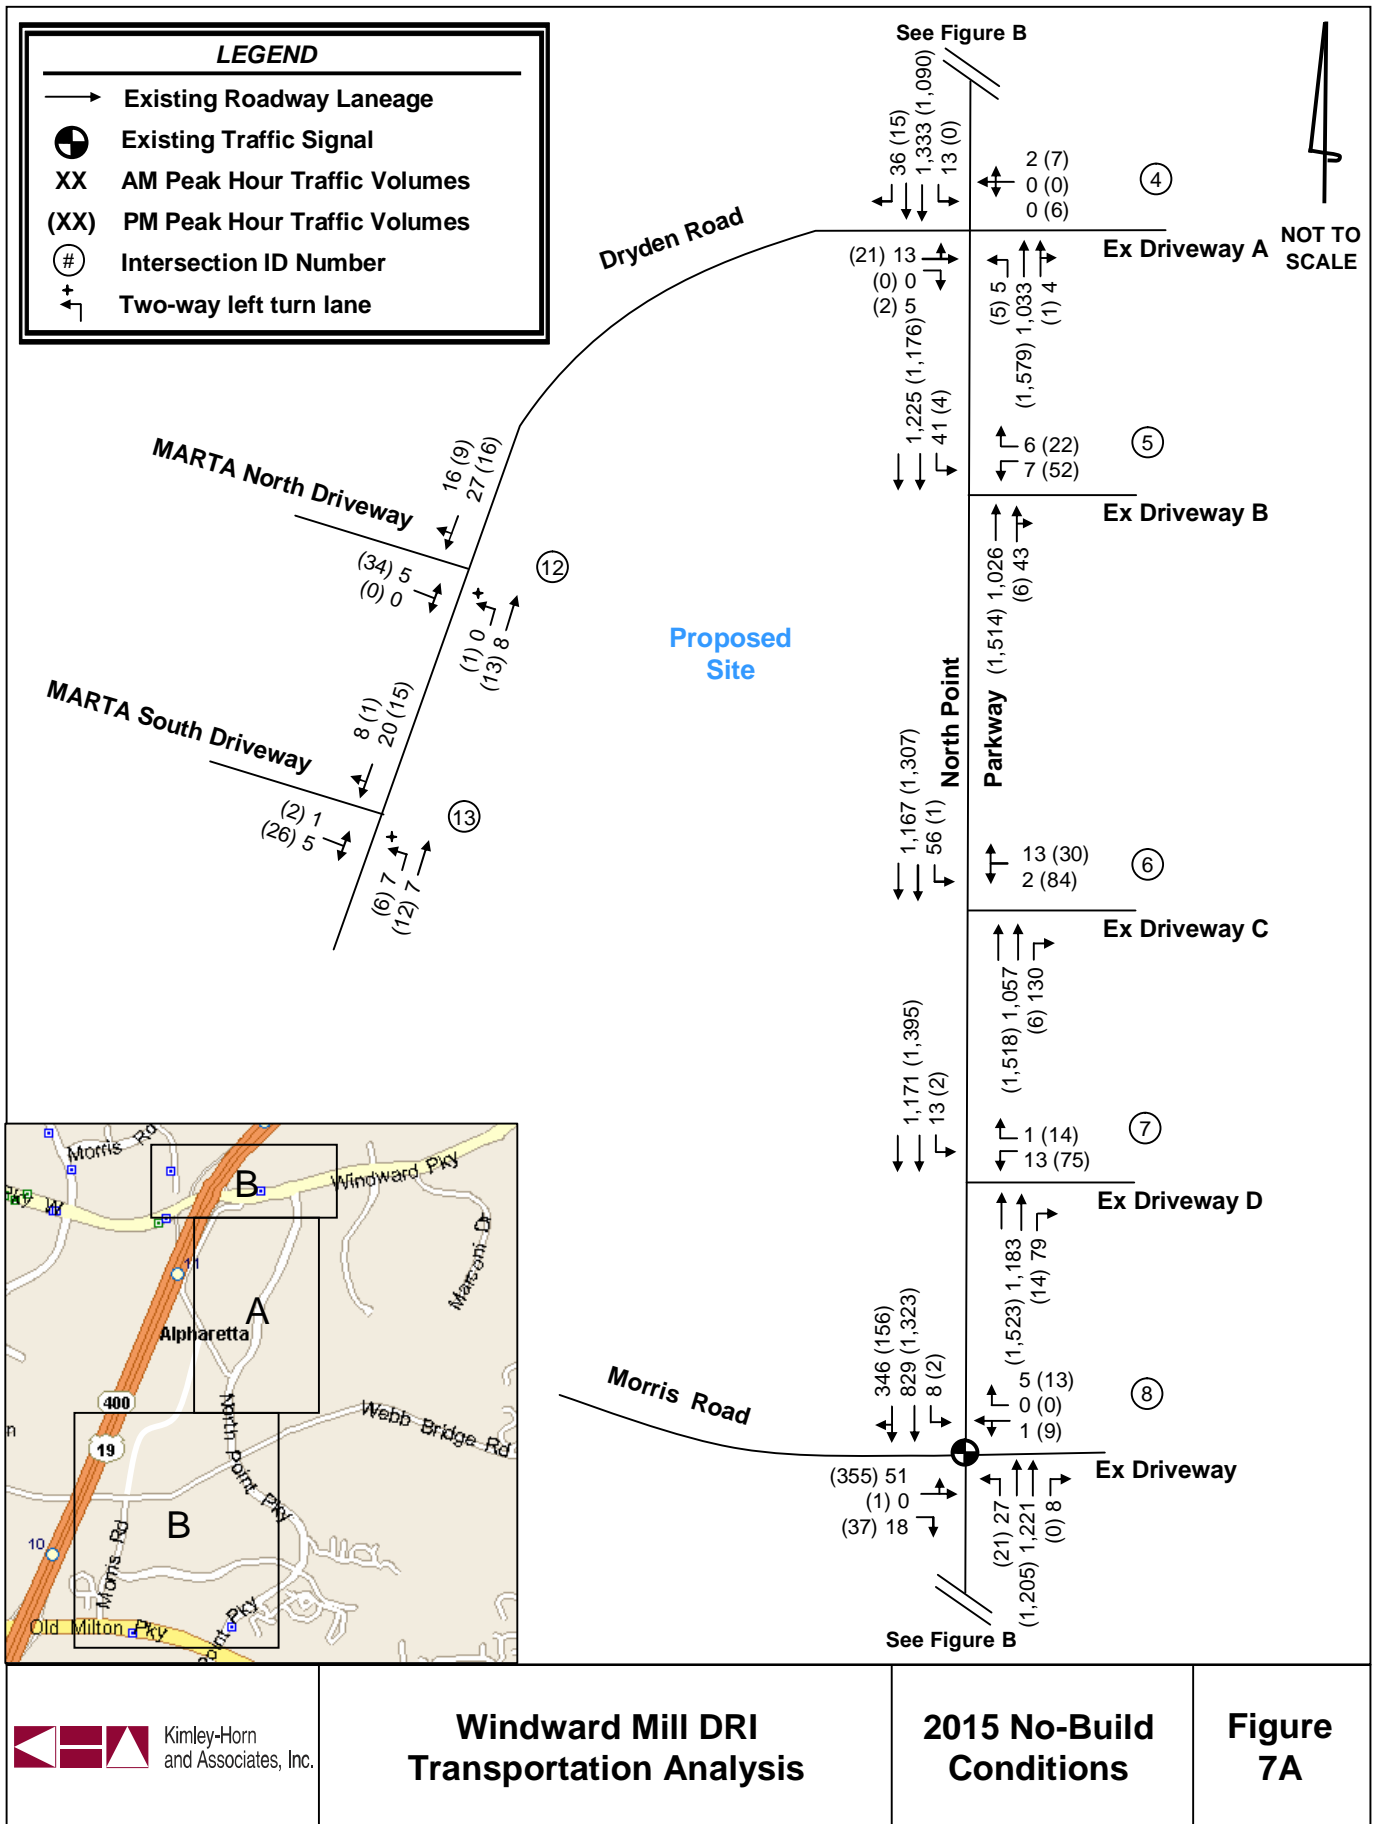 LEGEND
Existing Roadway Laneage
Existing Traffic Signal
XX AM Peak Hour Traffic Volumes
(XX) PM Peak Hour Traffic Volumes
# Intersection ID Number
Two-way left turn lane
See Figure B
36 (15)
1,333 (1,090)
13 (0)
2 (7)
0 (0)
0 (6)
4
NOT TO
SCALE
Dryden Road
Ex Driveway A
(21) 13
(0) 0
(2) 5
(5) 5
(1,579) 1,033
(1) 4
1,225 (1,176)
41 (4)
6 (22)
7 (52)
5
Ex Driveway B
(1,514) 1,026
(6) 43
MARTA North Driveway
16 (9)
27 (16)
(34) 5
(0) 0
12
(1) 0
(13) 8
Proposed
Site
North Point
Parkway
MARTA South Driveway
8 (1)
20 (15)
(2) 1
(26) 5
13
(6) 7
(12) 7
1,167 (1,307)
56 (1)
13 (30)
2 (84)
6
Ex Driveway C
(1,518) 1,057
(6) 130
1,171 (1,395)
13 (2)
1 (14)
13 (75)
7
Ex Driveway D
(1,523) 1,183
(14) 79
Morris Road
346 (156)
829 (1,323)
8 (2)
5 (13)
0 (0)
1 (9)
8
Ex Driveway
(355) 51
(1) 0
(37) 18
(21) 27
(1,205) 1,221
(0) 8
See Figure B
Morris Rd
B
Windward Pky
ky W
Marconi Dr
11
A
Alpharetta
400
19
North Point Pky
Webb Bridge Rd
n
B
10
Morris Rd
Old Milton Pky
Point Pky
Kimley-Horn
and Associates, Inc.
Windward Mill DRI
Transportation Analysis
2015 No-Build
Conditions
Figure
7A